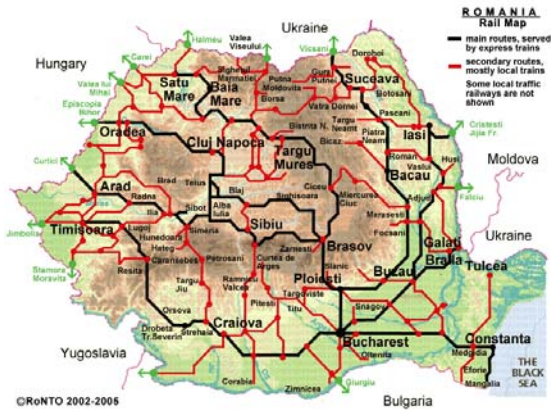 ROMANIA
Rail Map
main routes, served
by express trains
secondary routes,
mostly local trains
Some local traffic
railways are not
shown
Ukraine
Halmeu
Valea
Viseului
Vicsani
Dorohoi
Hungary
Carei
Satu
Mare
Baia
Mare
Sighetul
Marmatiei
Putna
Moldovita
Borsa
Gura
Putnei
Suceava
Botosani
Valea lui
Mihai
Episcopia
Bihor
Vatra Dornei
Pascani
Oradea
Cluj Napoca
Bistrita N.
Targu
Neamt
Piatra
Neamt
Iasi
Cristesti
Jijia Fr.
Targu
Mures
Bicaz
Roman
Vaslui
Husi
Moldova
Curtici
Arad
Brad
Teius
Blaj
Sighisoara
Ciceu
Miercurea
Ciuc
Bacau
Adjud
Falciu
Radna
Ilia
Sibot
Alba
Iulia
Marasesti
Jimbolia
Timisoara
Lugoj
Hunedoara
Simeria
Sibiu
Focsani
Galati
Ukraine
Hateg
Zarnesti
Brasov
Braila
Stamora
Moravita
Resita
Caransebes
Petrosani
Curtea de
Arges
Slanic
Tulcea
Targu
Jiu
Ramnicu
Valcea
Ploiesti
Buzau
Targoviste
Pitesti
Titu
Snagov
Orsova
Craiova
Drobeta
Tr.Severin
Strehaia
Bucharest
Constanta
Medgidia
Yugoslavia
Oltenita
Eforie
THE
BLACK
SEA
Mangalia
Corabia
Zimnicea
Giurgiu
Bulgaria
©RoNTO 2002-2005